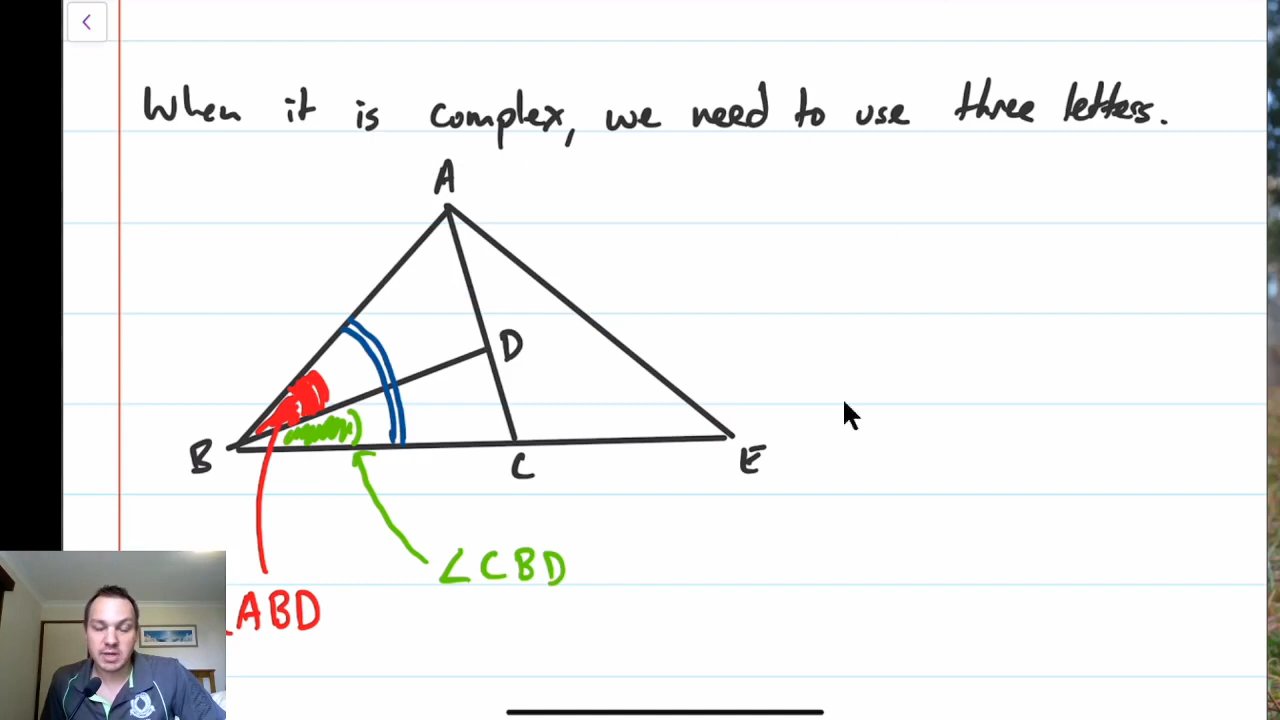 When it is complex, we need to use three letters.
A
D
B
C
E
∠CBD
ABD